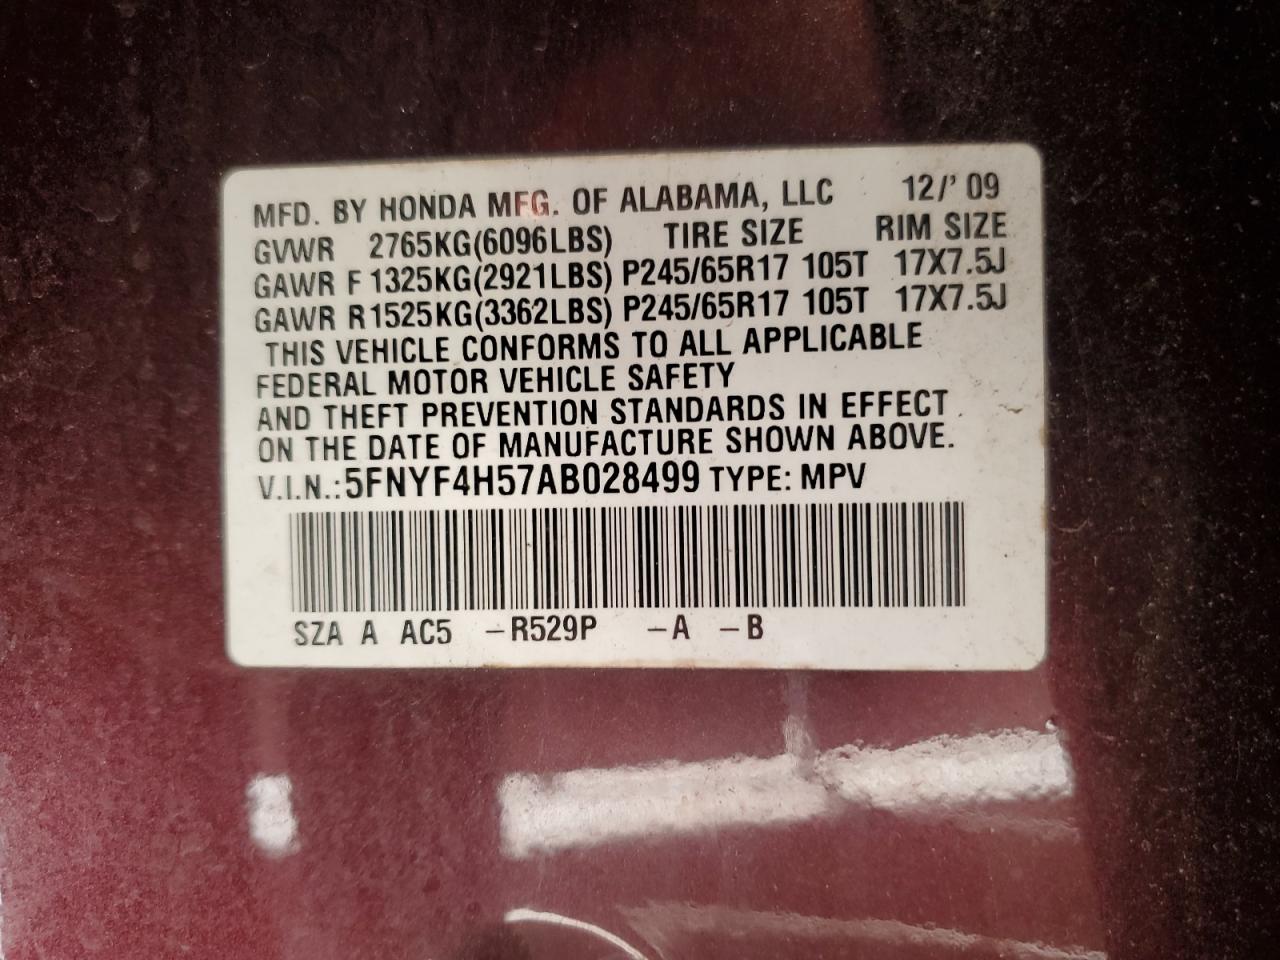 MFD. BY HONDA MFG. OF ALABAMA, LLC 12/' 09
GVWR 2765KG(6096LBS) TIRE SIZE RIM SIZE
GAWR F 1325KG(2921LBS) P245/65R17 105T 17X7.5J
GAWR R1525KG(3362LBS) P245/65R17 105T 17X7.5J
THIS VEHICLE CONFORMS TO ALL APPLICABLE
FEDERAL MOTOR VEHICLE SAFETY
AND THEFT PREVENTION STANDARDS IN EFFECT
ON THE DATE OF MANUFACTURE SHOWN ABOVE.
V.I.N.:5FNYF4H57AB028499 TYPE: MPV
SZA A AC5 -R529P -A -B